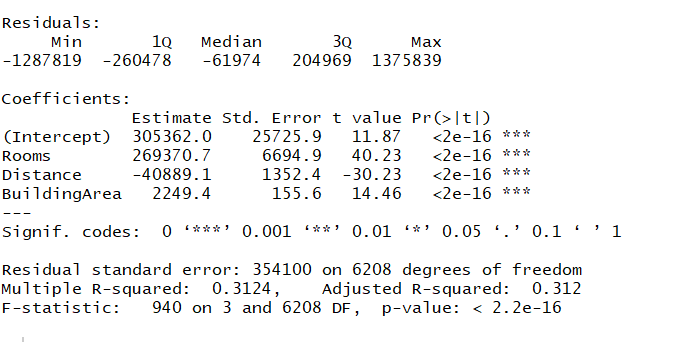 Residuals:
     Min       1Q   Median       3Q      Max
-1287819  -260478   -61974   204969  1375839
Coefficients:
              Estimate Std. Error t value Pr(>|t|)
(Intercept)  305362.0    25725.9   11.87   <2e-16 ***
Rooms        269370.7     6694.9   40.23   <2e-16 ***
Distance     -40889.1     1352.4  -30.23   <2e-16 ***
BuildingArea   2249.4      155.6   14.46   <2e-16 ***
---
Signif. codes:  0 ‘***’ 0.001 ‘**’ 0.01 ‘*’ 0.05 ‘.’ 0.1 ‘ ’ 1
Residual standard error: 354100 on 6208 degrees of freedom
Multiple R-squared:  0.3124,	Adjusted R-squared:  0.312
F-statistic:   940 on 3 and 6208 DF,  p-value: < 2.2e-16